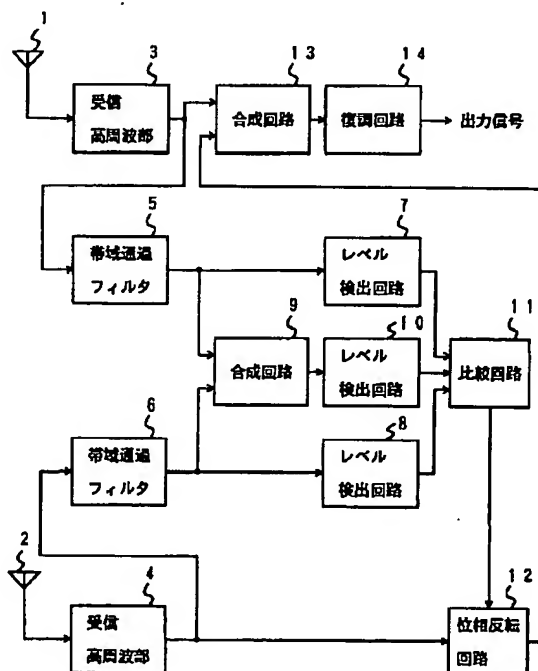 1
3
13
14
受信
高周波部
合成回路
復調回路
出力信号
5
7
帯域通過
フィルタ
レベル
検出回路
9
10
11
合成回路
レベル
検出回路
比較回路
6
8
帯域通過
フィルタ
レベル
検出回路
2
4
12
受信
高周波部
位相反転
回路